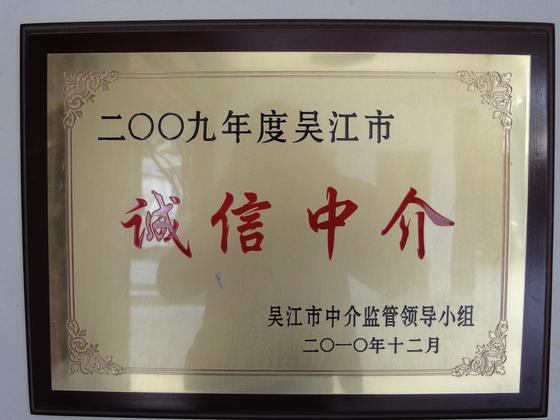 二〇〇九年度吴江市
诚信中介
吴江市中介监管领导小组
二〇一〇年十二月